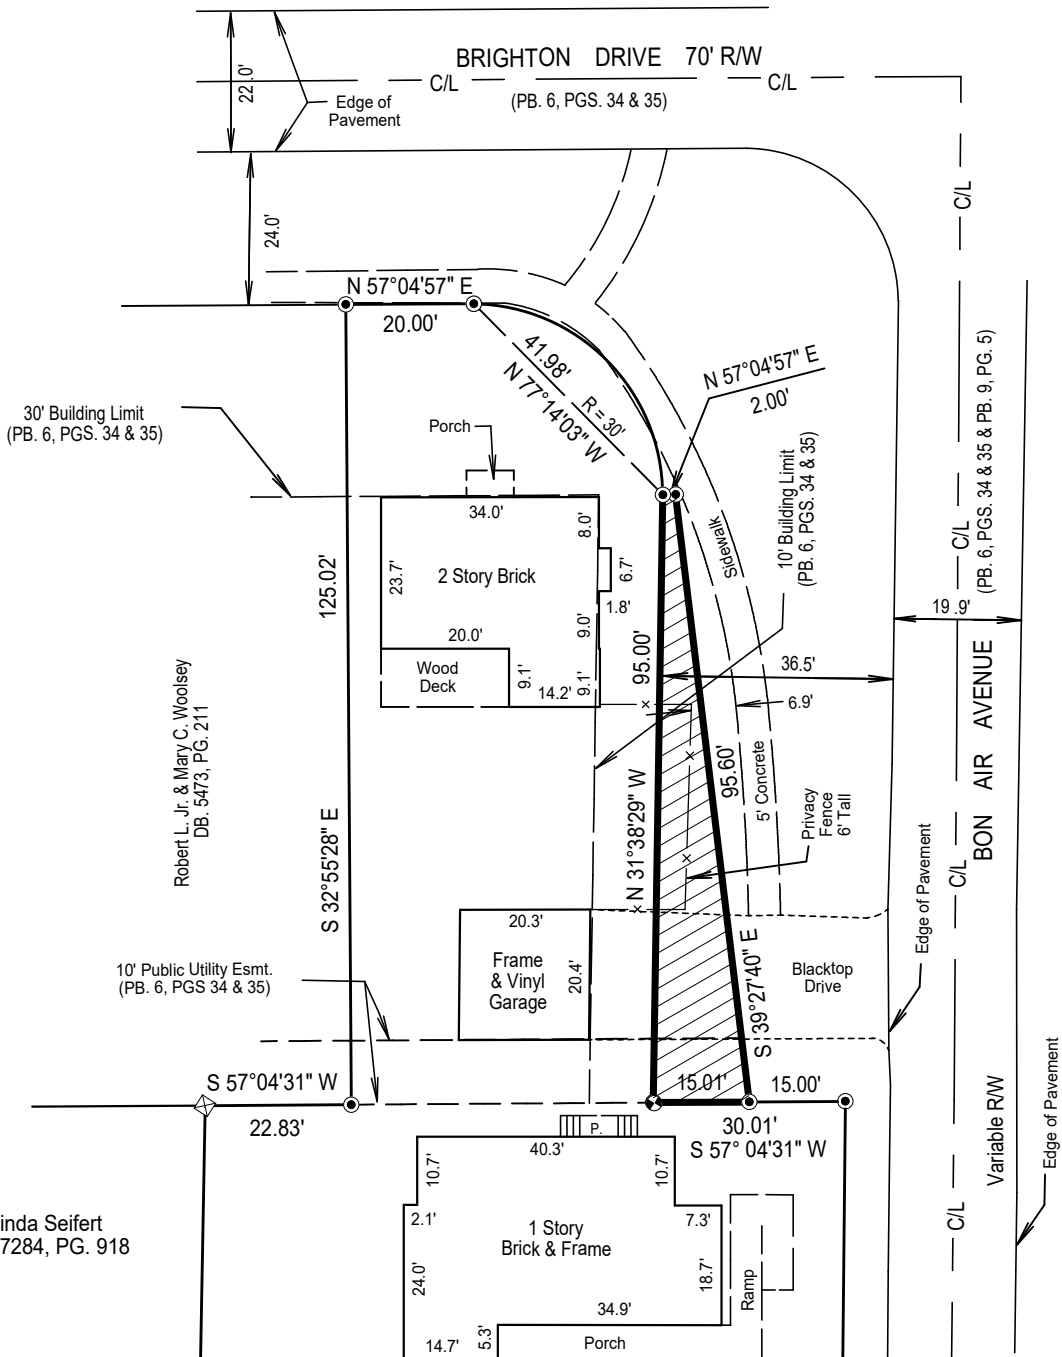 BRIGHTON DRIVE 70' R/W
C/L
C/L
(PB. 6, PGS. 34 & 35)
22.0'
Edge of
Pavement
24.0'
C/L
N 57°04'57" E
20.00'
41.98'
N 77°14'03" W
R = 30'
N 57°04'57" E
2.00'
30' Building Limit
(PB. 6, PGS. 34 & 35)
Porch
10' Building Limit
(PB. 6, PGS. 34 & 35)
C/L
(PB. 6, PGS. 34 & 35 & PB. 9, PG. 5)
34.0'
8.0'
Sidewalk
23.7'
2 Story Brick
6.7'
1.8'
125.02'
19.9'
20.0'
9.0'
95.00'
36.5'
Wood
Deck
9.1'
14.2'
9.1'
6.9'
BON AIR AVENUE
Robert L. Jr. & Mary C. Woolsey
DB. 5473, PG. 211
95.60'
5' Concrete
N 31°38'29" W
Privacy
Fence
6' Tall
S 32°55'28" E
C/L
Edge of Pavement
20.3'
Frame
& Vinyl
Garage
20.4'
10' Public Utility Esmt.
(PB. 6, PGS 34 & 35)
S 39°27'40" E
Blacktop
Drive
S 57°04'31" W
22.83'
15.01'
15.00'
30.01'
S 57° 04'31" W
P.
40.3'
10.7'
10.7'
Variable R/W
Edge of Pavement
inda Seifert
7284, PG. 918
2.1'
1 Story
Brick & Frame
7.3'
C/L
24.0'
18.7'
Ramp
34.9'
14.7'
5.3'
Porch